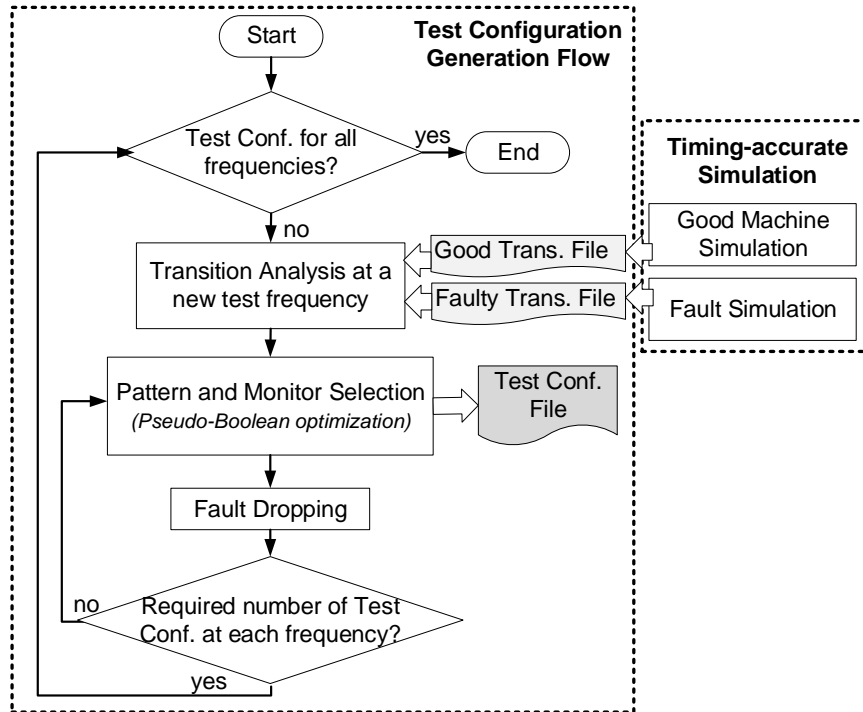 Start
Test Configuration
Generation Flow
Test Conf. for all
frequencies?
yes
End
no
Timing-accurate
Simulation
Good Machine
Simulation
Fault Simulation
Good Trans. File
Faulty Trans. File
Transition Analysis at a
new test frequency
Pattern and Monitor Selection
(Pseudo-Boolean optimization)
Test Conf.
File
Fault Dropping
Required number of Test
Conf. at each frequency?
no
yes